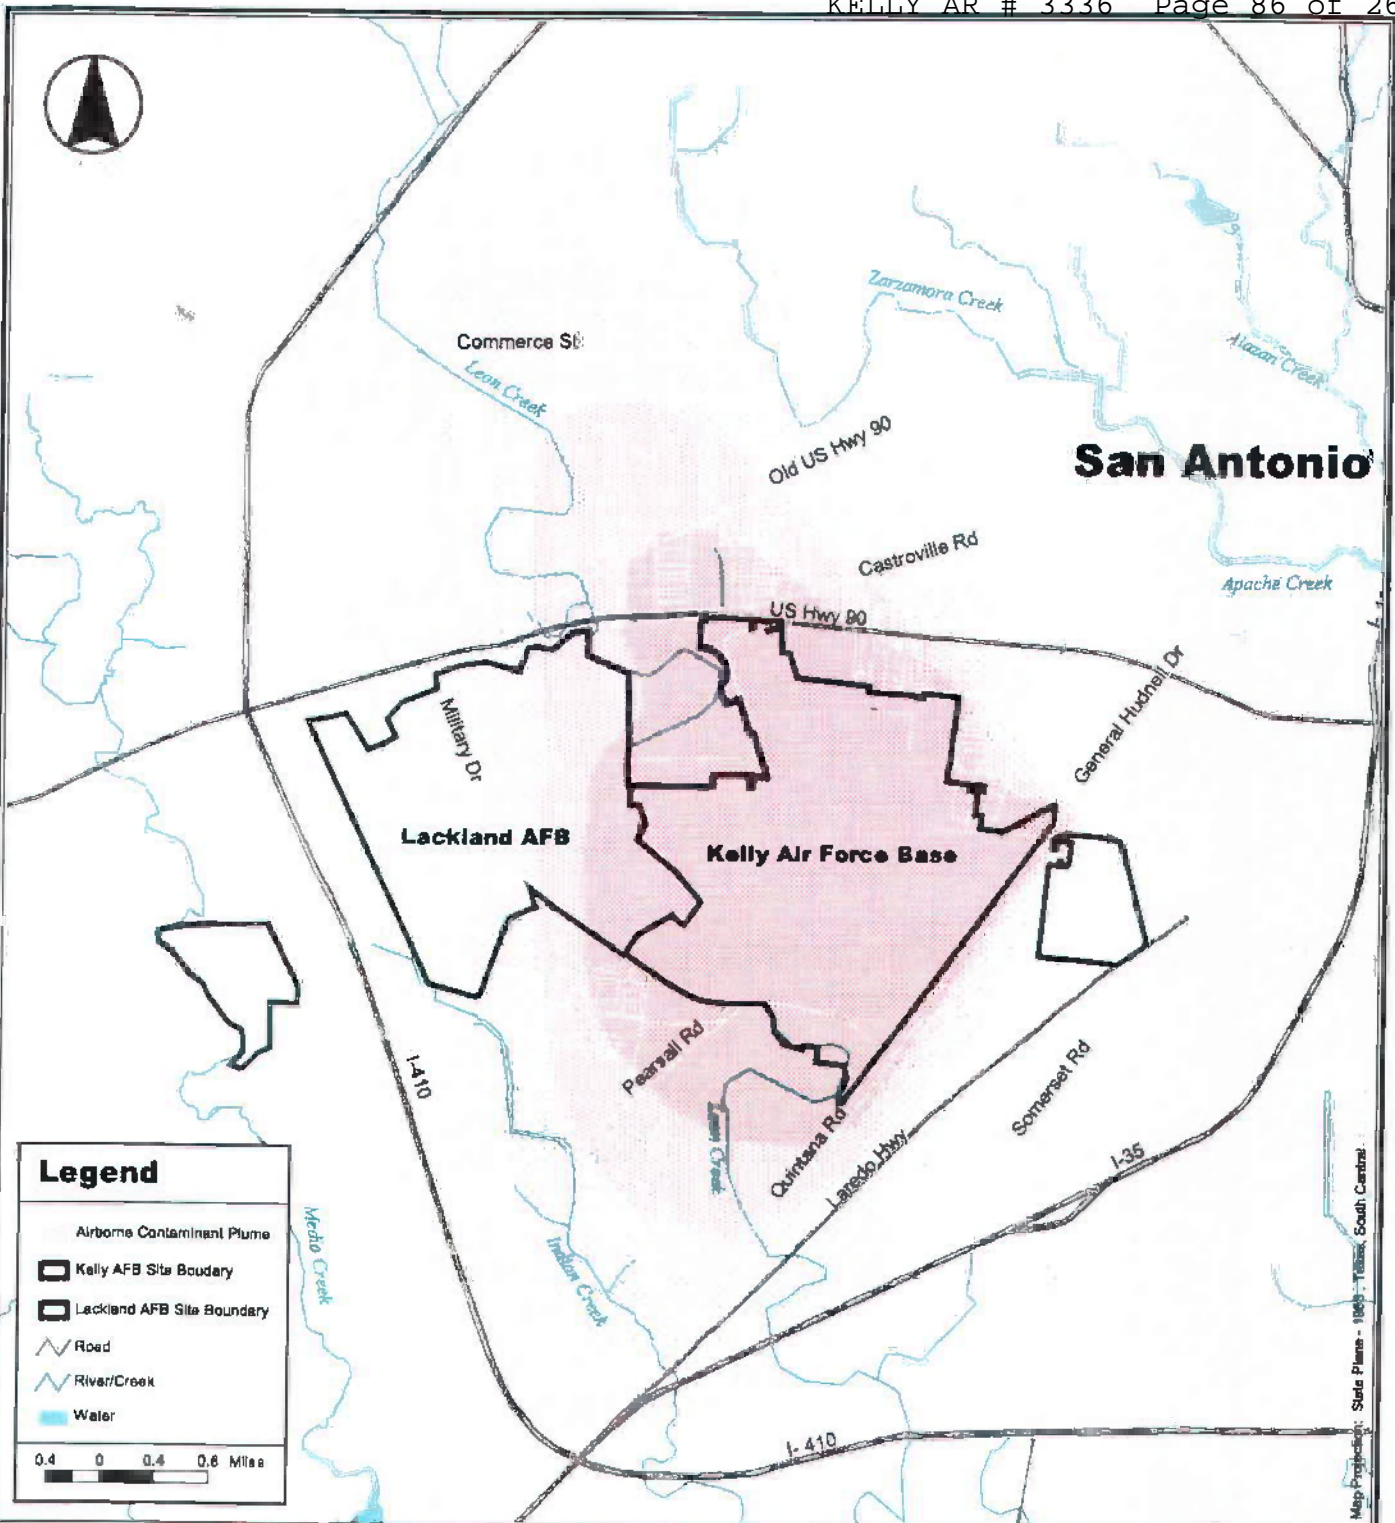 KELLY AR # 3336 Page 86 of 26
Commerce St
Leon Creek
Zarzamora Creek
Alazan Creek
Old US Hwy 90
San Antonio
Castroville Rd
Apache Creek
US Hwy 90
General Hudnell Dr
Military Dr
Lackland AFB
Kelly Air Force Base
I-410
Pearsall Rd
Leon Creek
Quintana Rd
Laredo Hwy
Somerset Rd
I-35
Indian Creek
Medio Creek
I-410
Legend
Airborne Contaminant Plume
Kelly AFB Site Boudary
Lackland AFB Site Boundary
Road
River/Creek
Water
0.4 0 0.4 0.8 Miles
Map Projection: State Plane - Texas, South Central